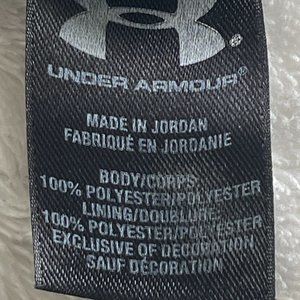 UNDER ARMOUR®
MADE IN JORDAN
FABRIQUÉ EN JORDANIE
BODY/CORPS
100% POLYESTER/POLYESTER
LINING/DOUBLURE
100% POLYESTER/POLYESTER
EXCLUSIVE OF DECORATION
SAUF DÉCORATION